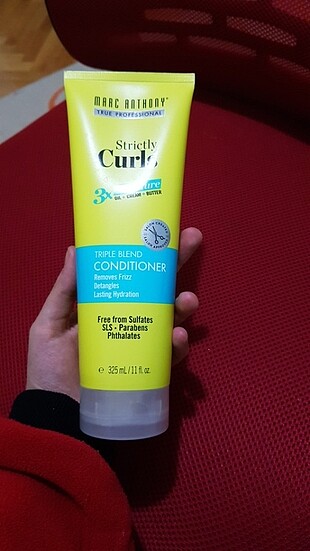 MARC ANTHONY
TRUE PROFESSIONAL
Strictly
Curls
3x
OIL + CREAM + BUTTER
TRIPLE BLEND
CONDITIONER
Removes Frizz
Detangles
Lasting Hydration
Free from Sulfates
SLS - Parabens
Phthalates
℮ 325 mL / 11 fl. oz.